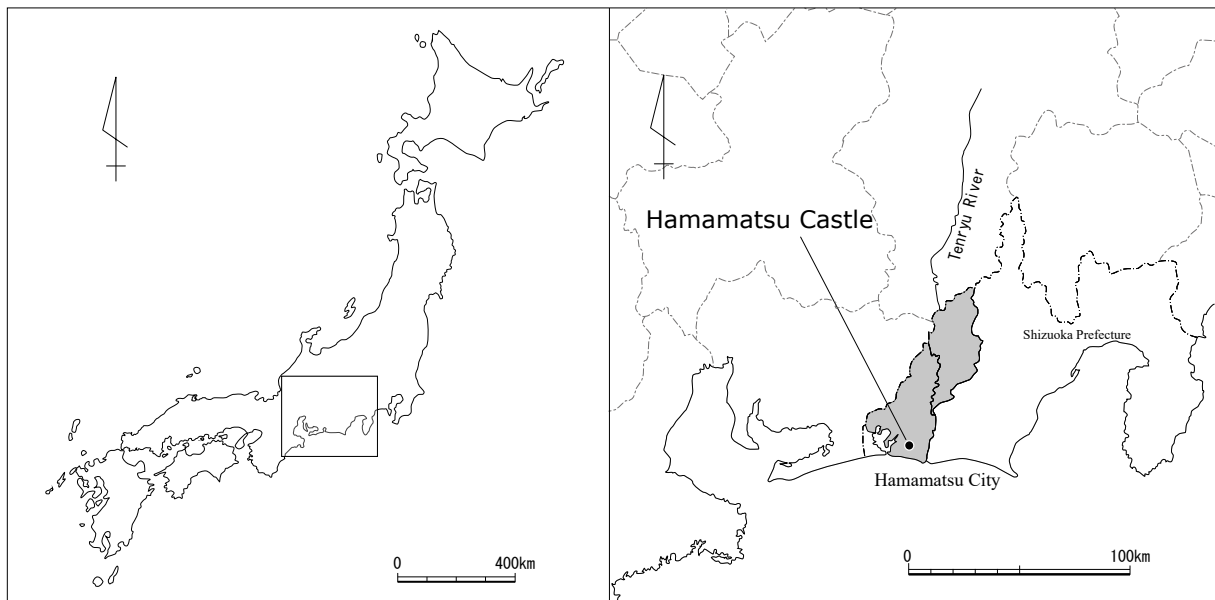 Hamamatsu Castle
Tenryu River
Shizuoka Prefecture
Hamamatsu City
0 400km
0 100km